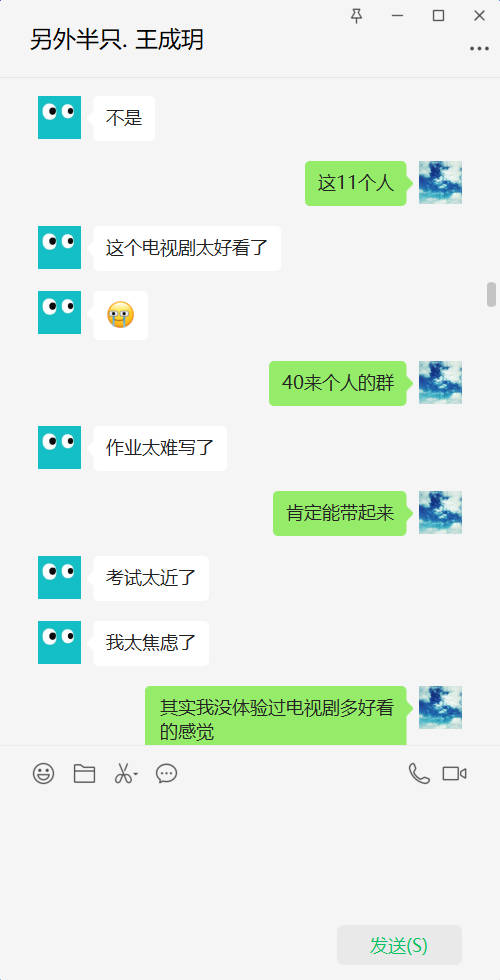 另外半只. 王成玥
不是
这11个人
这个电视剧太好看了
40来个人的群
作业太难写了
肯定能带起来
考试太近了
我太焦虑了
其实我没体验过电视剧多好看
的感觉
发送(S)